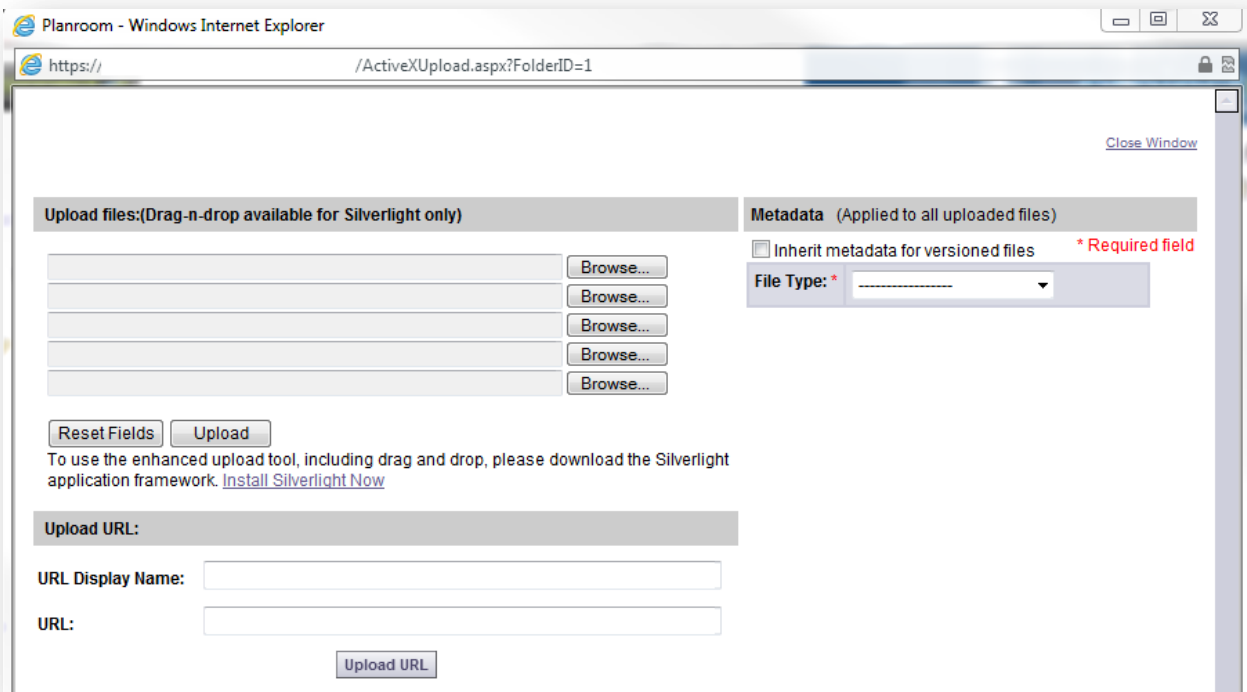 Planroom - Windows Internet Explorer
https:/
/ActiveXUpload.aspx?FolderID=1
Close Window
Upload files:(Drag-n-drop available for Silverlight only)
Metadata (Applied to all uploaded files)
Inherit metadata for versioned files
* Required field
File Type: *
-----------------
Browse...
Browse...
Browse...
Browse...
Browse...
Reset Fields Upload
To use the enhanced upload tool, including drag and drop, please download the Silverlight
application framework. Install Silverlight Now
Upload URL:
URL Display Name:
URL:
Upload URL